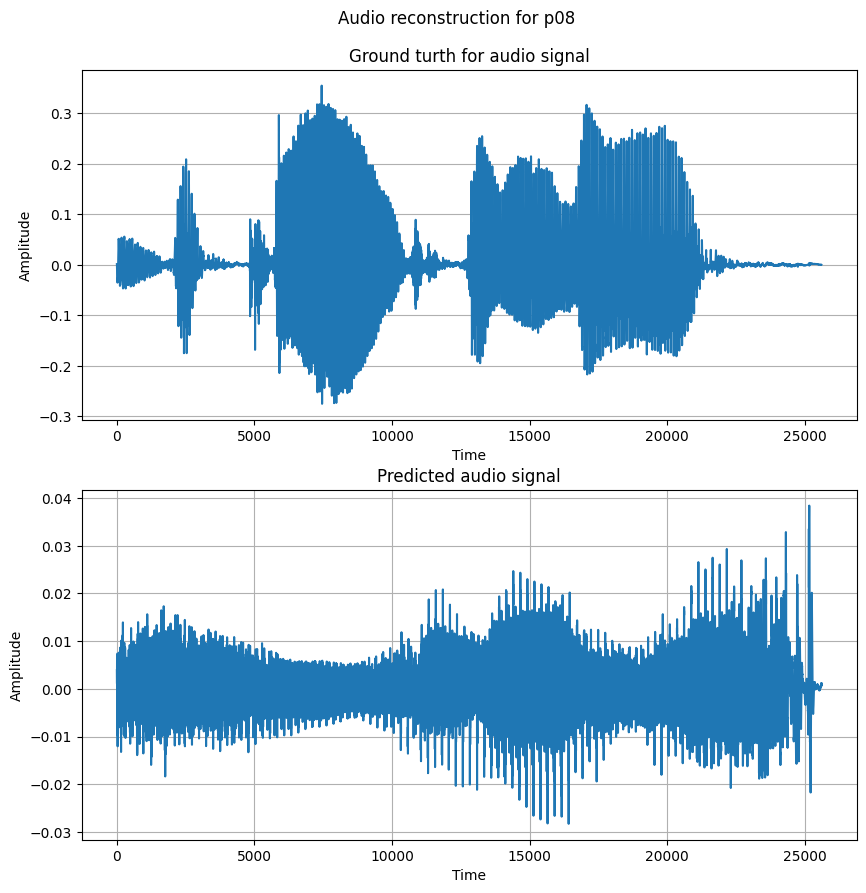 Audio reconstruction for p08
Ground turth for audio signal
0.3
0.2
0.1
0.0
−0.1
−0.2
−0.3
Amplitude
0 5000 10000 15000 20000 25000
Time
Predicted audio signal
0.04
0.03
0.02
0.01
0.00
−0.01
−0.02
−0.03
Amplitude
0 5000 10000 15000 20000 25000
Time